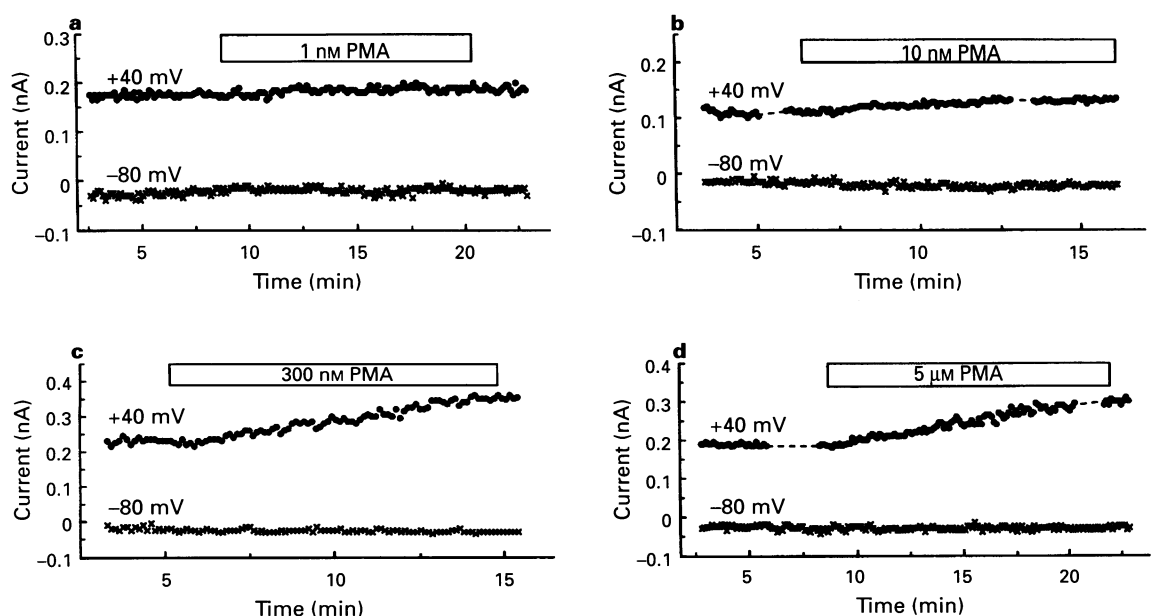 a
0.3
1 nM PMA
+40 mV
0.2
0.1
-80 mV
0
–0.1
Current (nA)
5
10
15
20
Time (min)
b
0.2
10 nM PMA
+40 mV
0.1
–80 mV
0
–0.1
Current (nA)
5
10
15
Time (min)
c
0.4
300 nM PMA
+40 mV
0.3
0.2
0.1
–80 mV
0
–0.1
Current (nA)
5
10
15
Time (min)
d
0.4
5 μM PMA
0.3
+40 mV
0.2
0.1
–80 mV
0
–0.1
Current (nA)
5
10
15
20
Time (min)